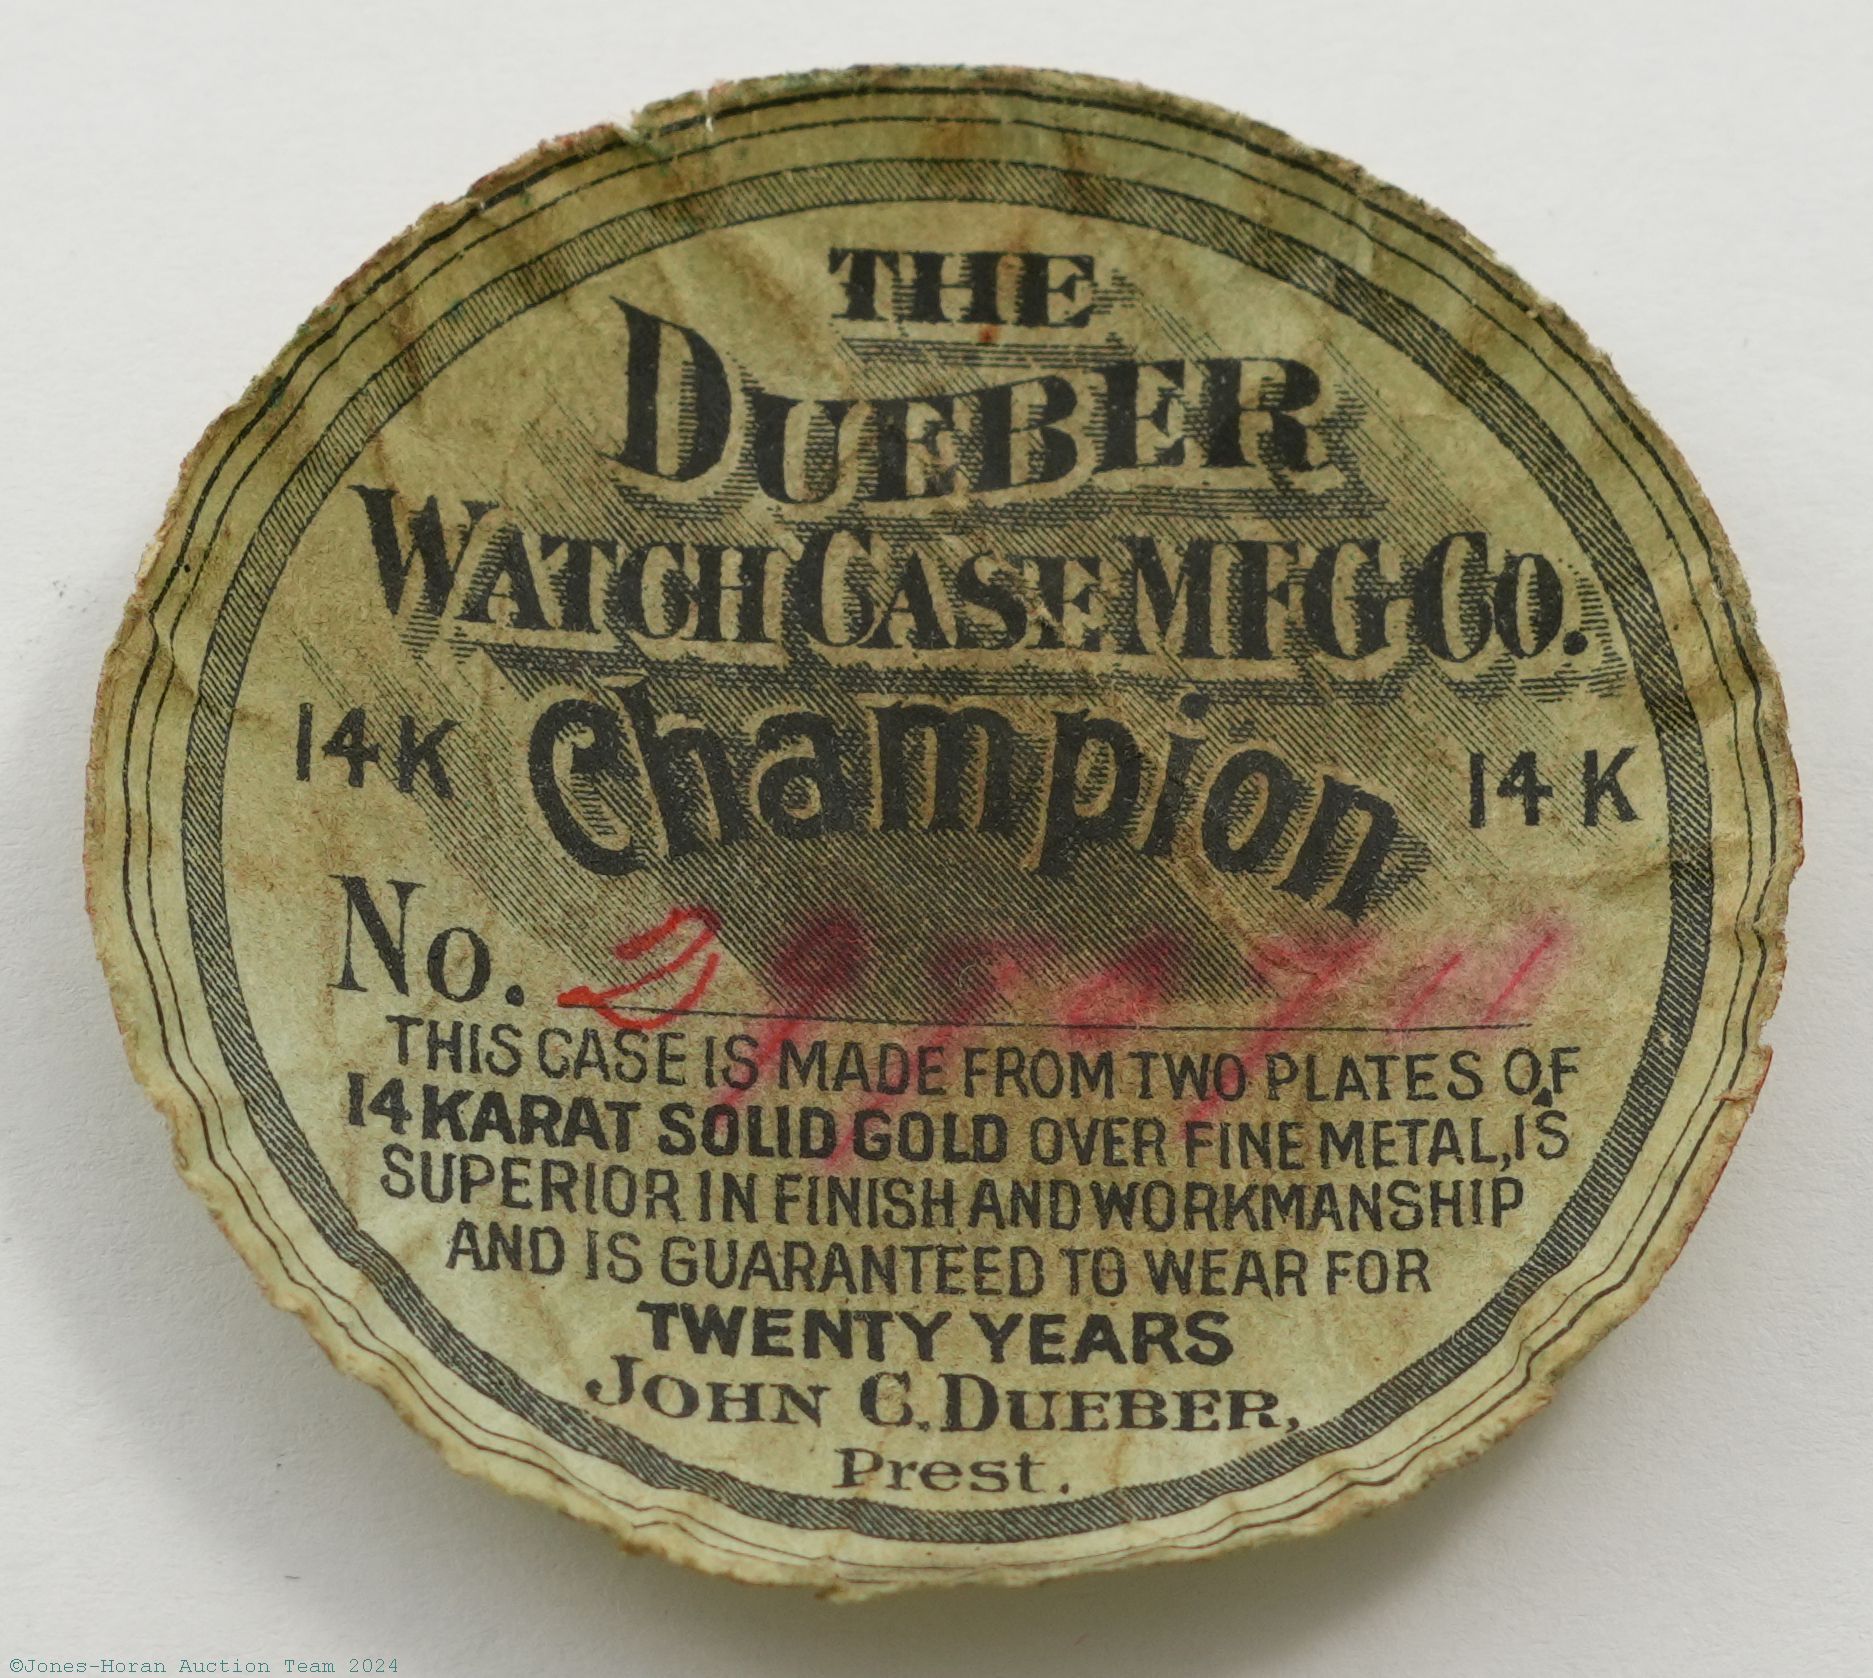 THE
DUEBER
WATCH CASE MFG. CO.
Champion
14K 14K
No.
THIS CASE IS MADE FROM TWO PLATES OF
14 KARAT SOLID GOLD OVER FINE METAL, IS
SUPERIOR IN FINISH AND WORKMANSHIP
AND IS GUARANTEED TO WEAR FOR
TWENTY YEARS
JOHN C. DUEBER,
Prest.
©Jones-Horan Auction Team 2024